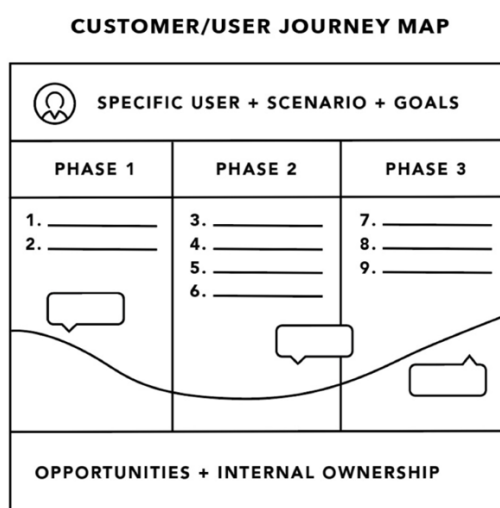 CUSTOMER/USER JOURNEY MAP
SPECIFIC USER + SCENARIO + GOALS
PHASE 1
PHASE 2
PHASE 3
1.
2.
3.
4.
5.
6.
7.
8.
9.
OPPORTUNITIES + INTERNAL OWNERSHIP